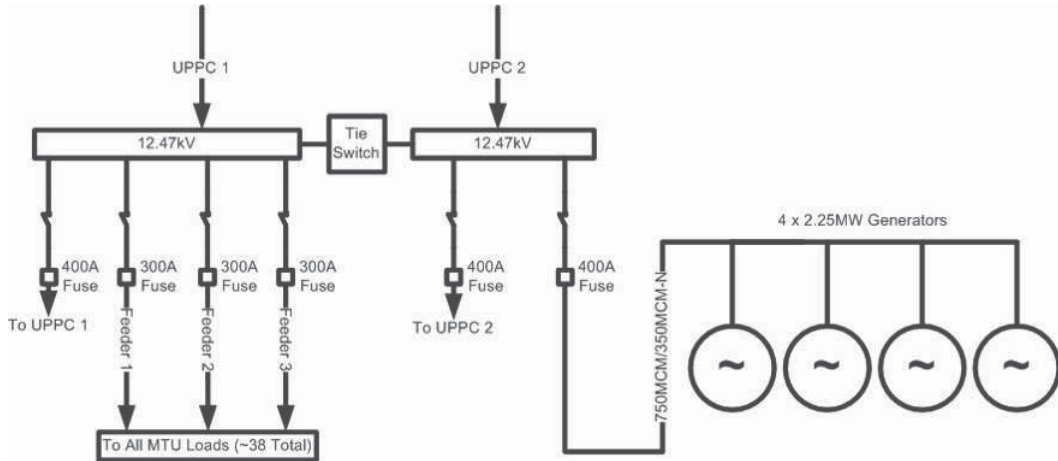 UPPC 1
UPPC 2
12.47kV
Tie
Switch
12.47kV
4 x 2.25MW Generators
400A
Fuse
300A
Fuse
300A
Fuse
300A
Fuse
400A
Fuse
400A
Fuse
To UPPC 1
Feeder 1
Feeder 2
Feeder 3
To UPPC 2
750MCM/350MCM-N
~
~
~
~
To All MTU Loads (~38 Total)